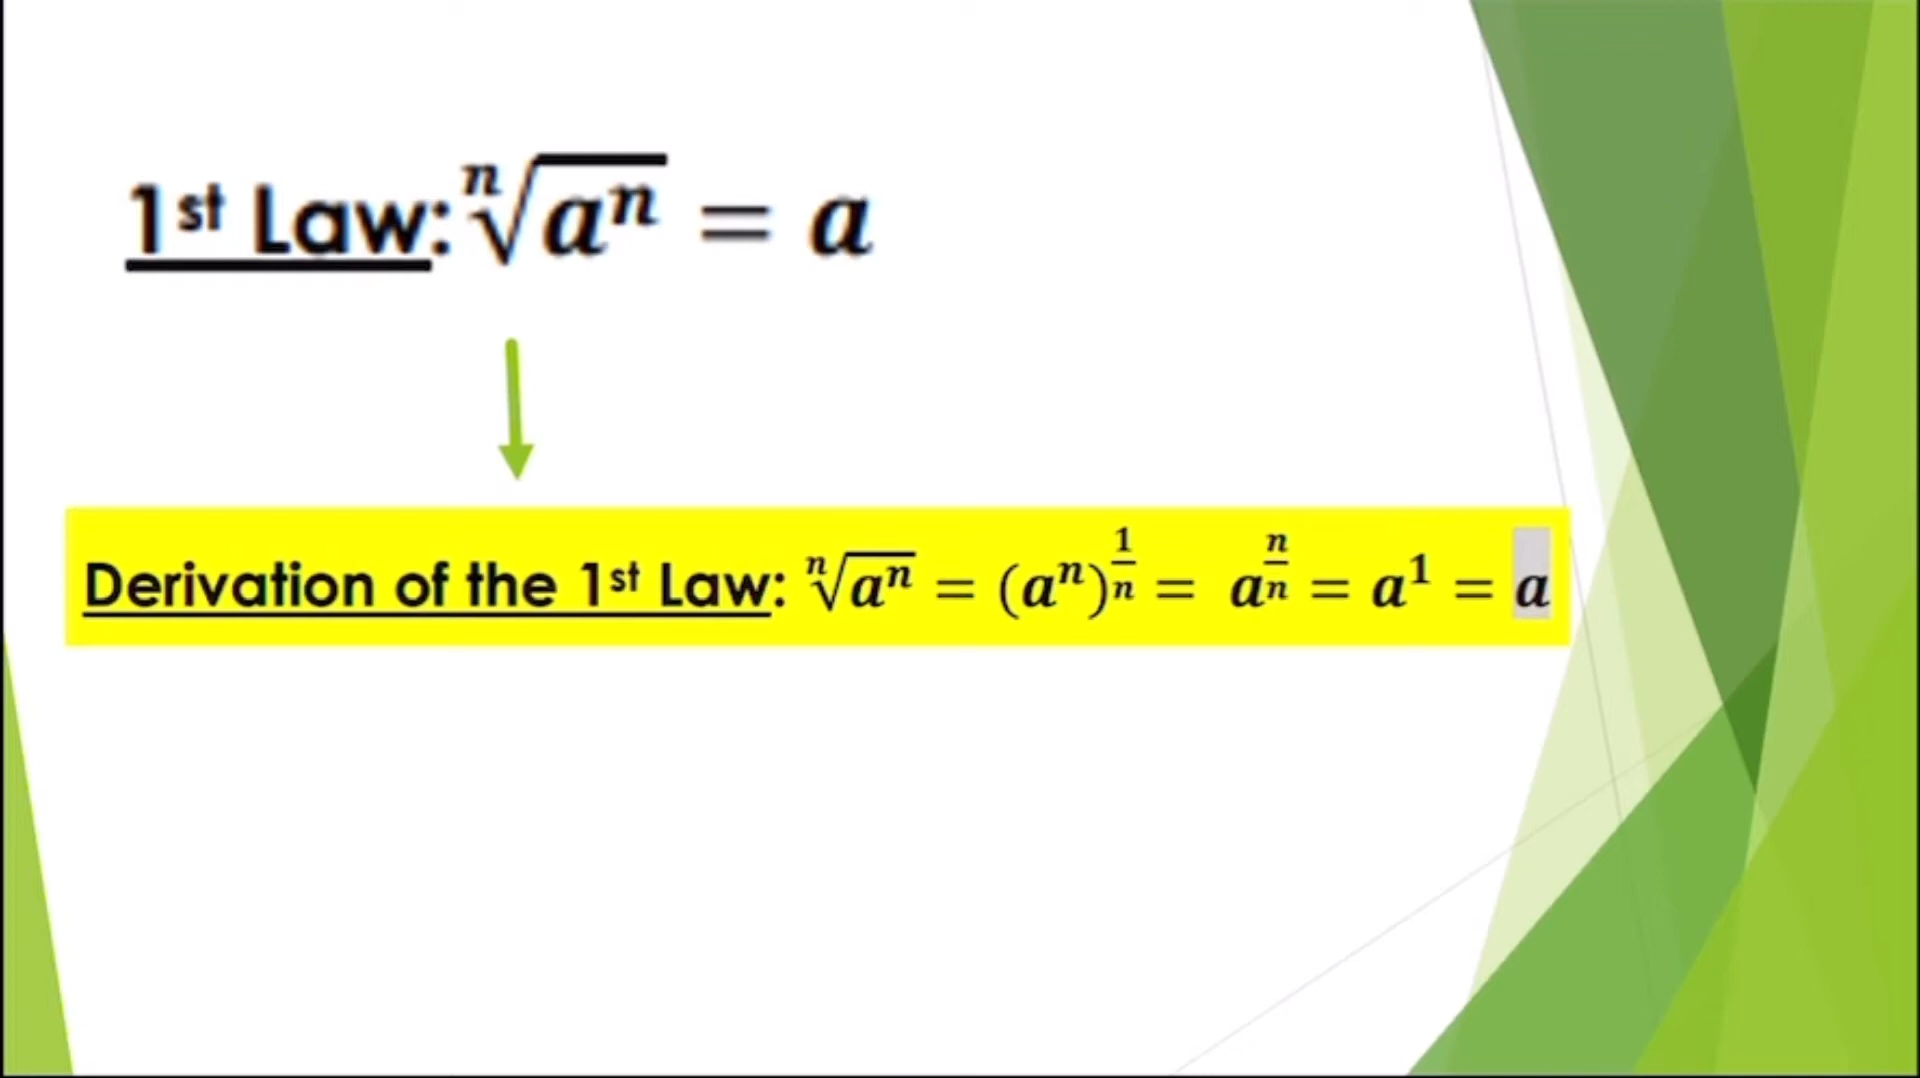 1st Law: ⁿ√aⁿ = a
Derivation of the 1st Law: ⁿ√aⁿ = (aⁿ)^(1/n) = a^(n/n) = a¹ = a